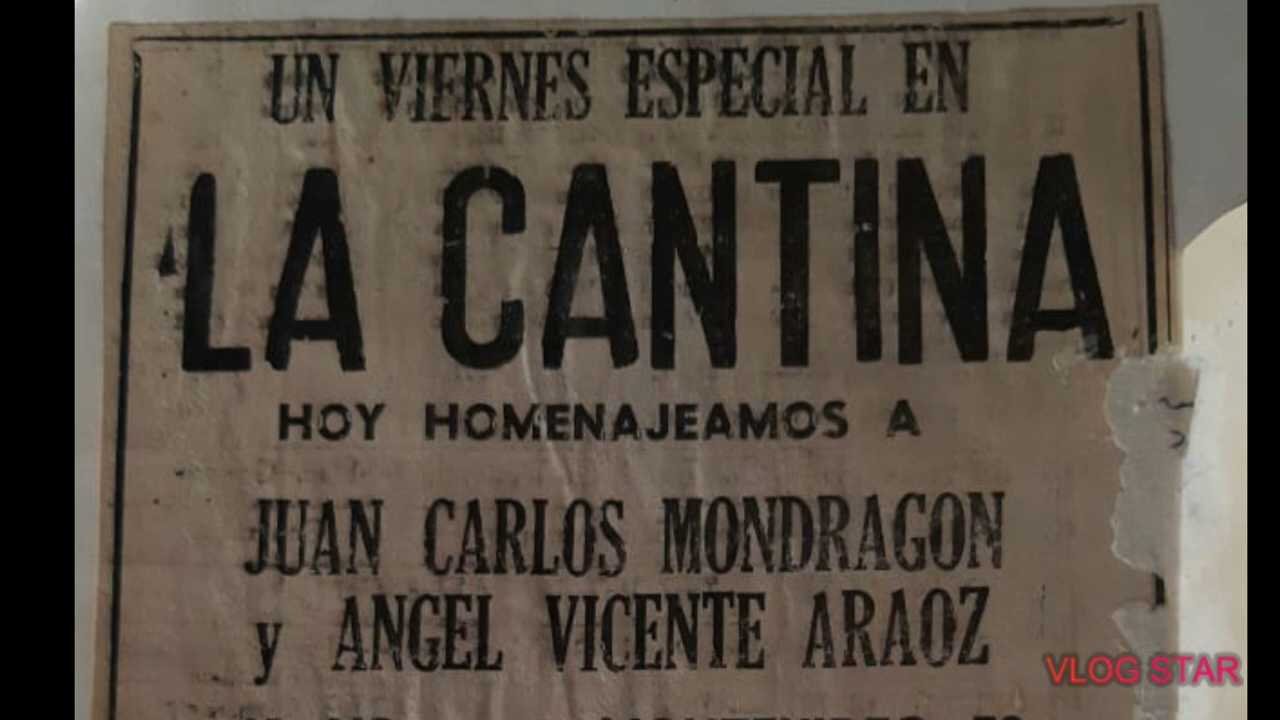 UN VIERNES ESPECIAL EN
LA CANTINA
HOY HOMENAJEAMOS A
JUAN CARLOS MONDRAGON
y ANGEL VICENTE ARAOZ
VLOG STAR